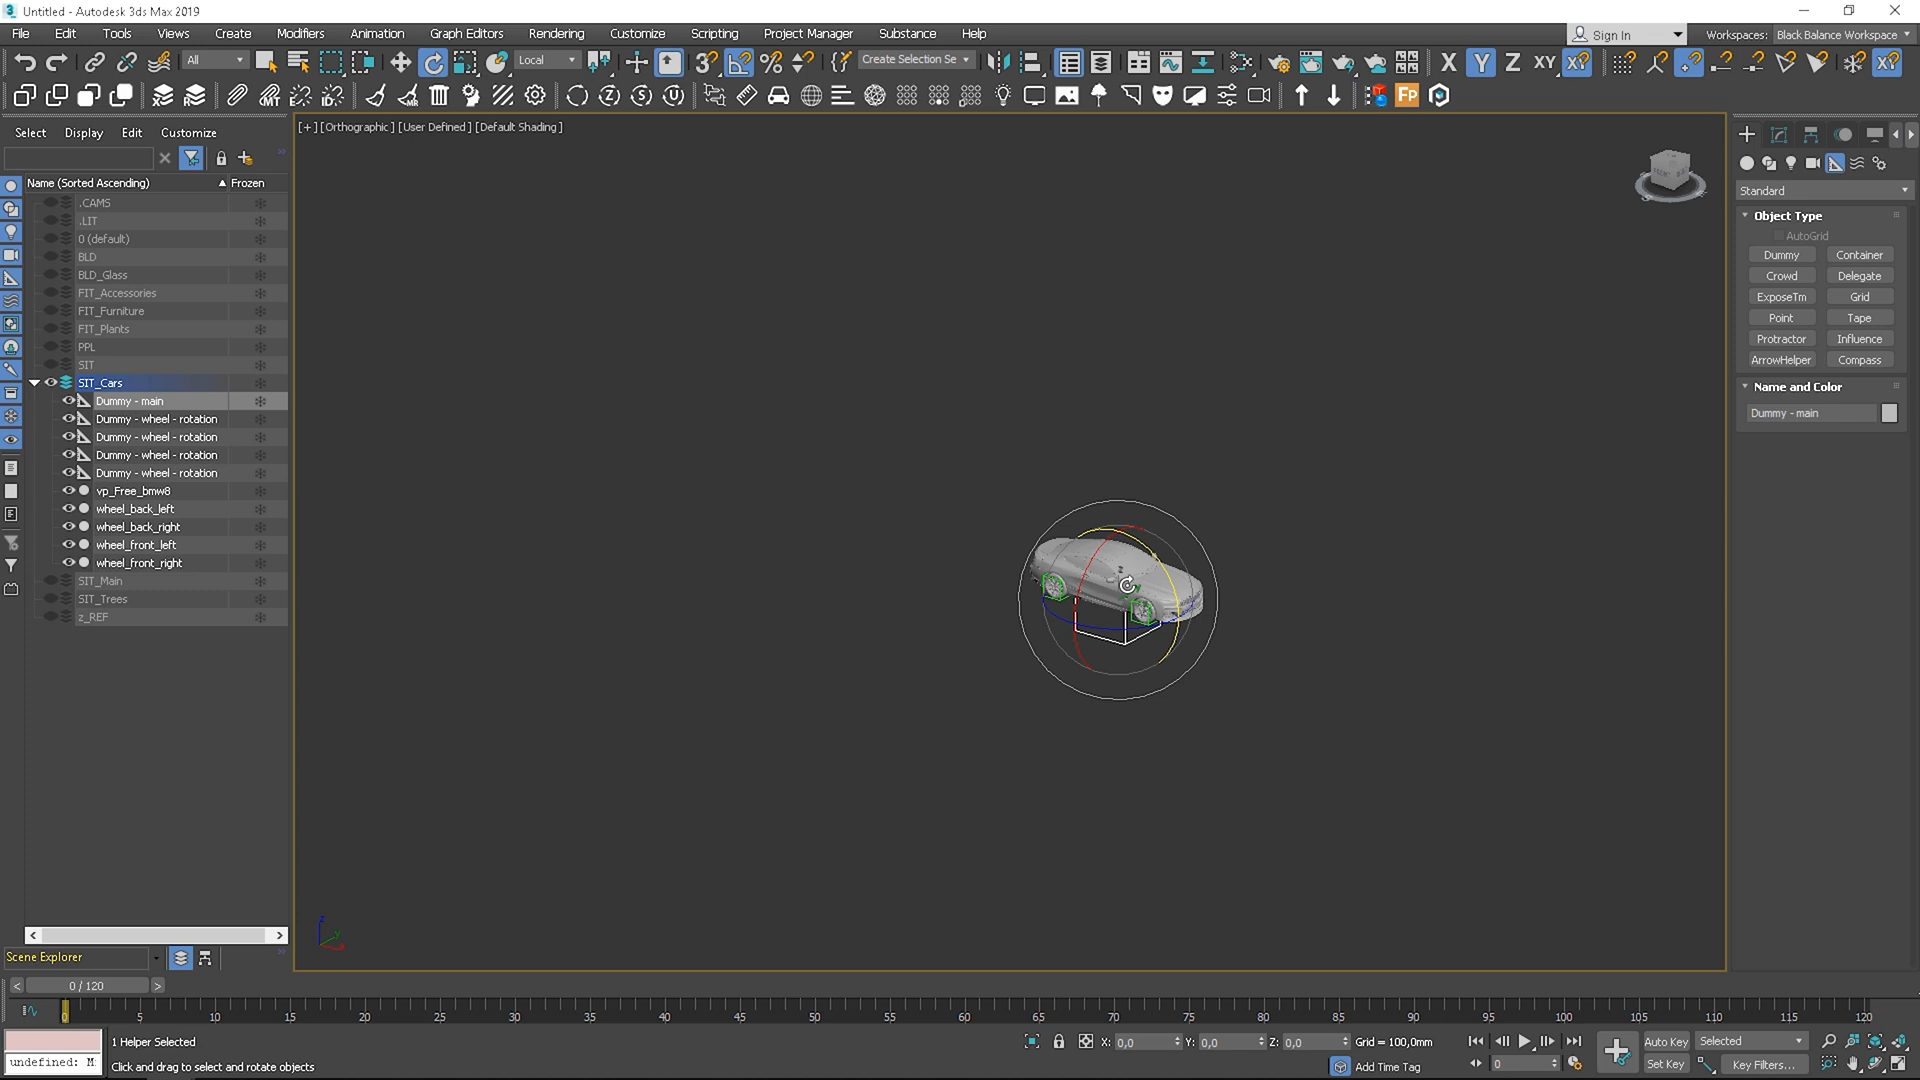 Untitled - Autodesk 3ds Max 2019
File Edit Tools Views Create Modifiers Animation Graph Editors Rendering Customize Scripting Project Manager Substance Help
Sign In
Workspaces: Black Balance Workspace
All
Local
Create Selection Se
X Y Z XY XY
Fp
Select Display Edit Customize
[+] [Orthographic ] [User Defined ] [Default Shading ]
Name (Sorted Ascending) Frozen
.CAMS
.LIT
0 (default)
BLD
BLD_Glass
FIT_Accessories
FIT_Furniture
FIT_Plants
PPL
SIT
SIT_Cars
Dummy - main
Dummy - wheel - rotation
Dummy - wheel - rotation
Dummy - wheel - rotation
Dummy - wheel - rotation
vp_Free_bmw8
wheel_back_left
wheel_back_right
wheel_front_left
wheel_front_right
SIT_Main
SIT_Trees
z_REF
Scene Explorer
Standard
Object Type
AutoGrid
Dummy Container
Crowd Delegate
ExposeTm Grid
Point Tape
Protractor Influence
ArrowHelper Compass
Name and Color
Dummy - main
0 / 120
0 5 10 15 20 25 30 35 40 45 50 55 60 65 70 75 80 85 90 95 100 105 110 115 120
1 Helper Selected
X: 0,0 Y: 0,0 Z: 0,0 Grid = 100,0mm
Auto Key Selected
undefined: M
Click and drag to select and rotate objects
Add Time Tag
0
Set Key Key Filters...